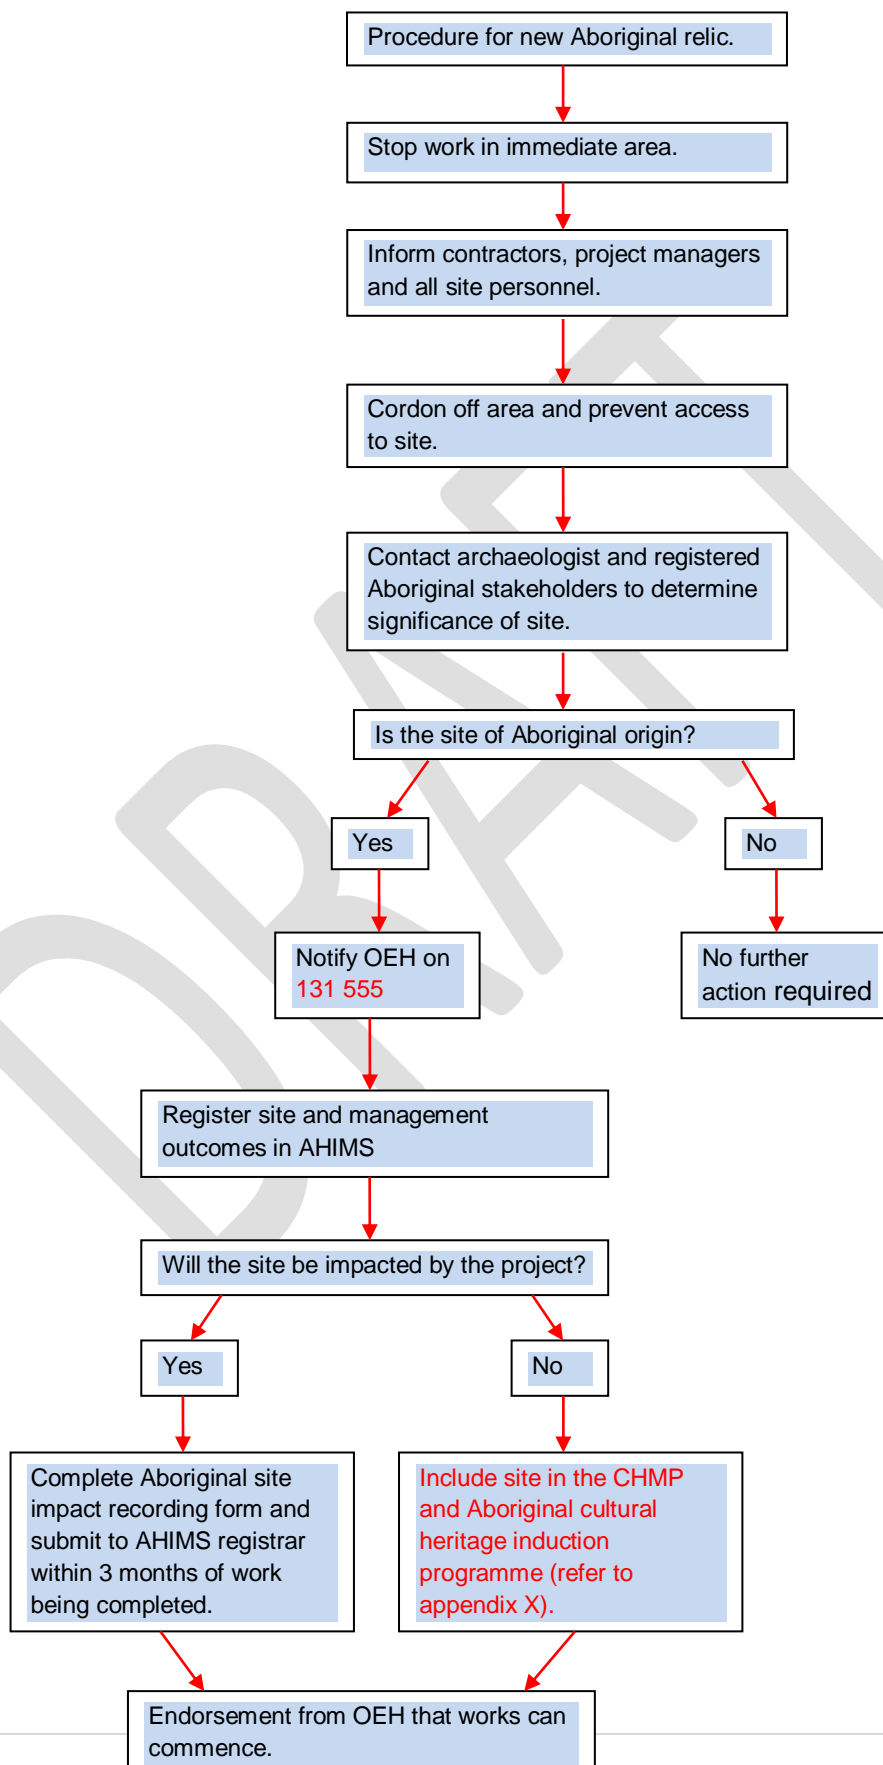 Procedure for new Aboriginal relic.
Stop work in immediate area.
Inform contractors, project managers
and all site personnel.
Cordon off area and prevent access
to site.
Contact archaeologist and registered
Aboriginal stakeholders to determine
significance of site.
Is the site of Aboriginal origin?
Yes
No
Notify OEH on
131 555
No further
action required
Register site and management
outcomes in AHIMS
Will the site be impacted by the project?
Yes
No
Complete Aboriginal site
impact recording form and
submit to AHIMS registrar
within 3 months of work
being completed.
Include site in the CHMP
and Aboriginal cultural
heritage induction
programme (refer to
appendix X).
Endorsement from OEH that works can
commence.
DRAFT